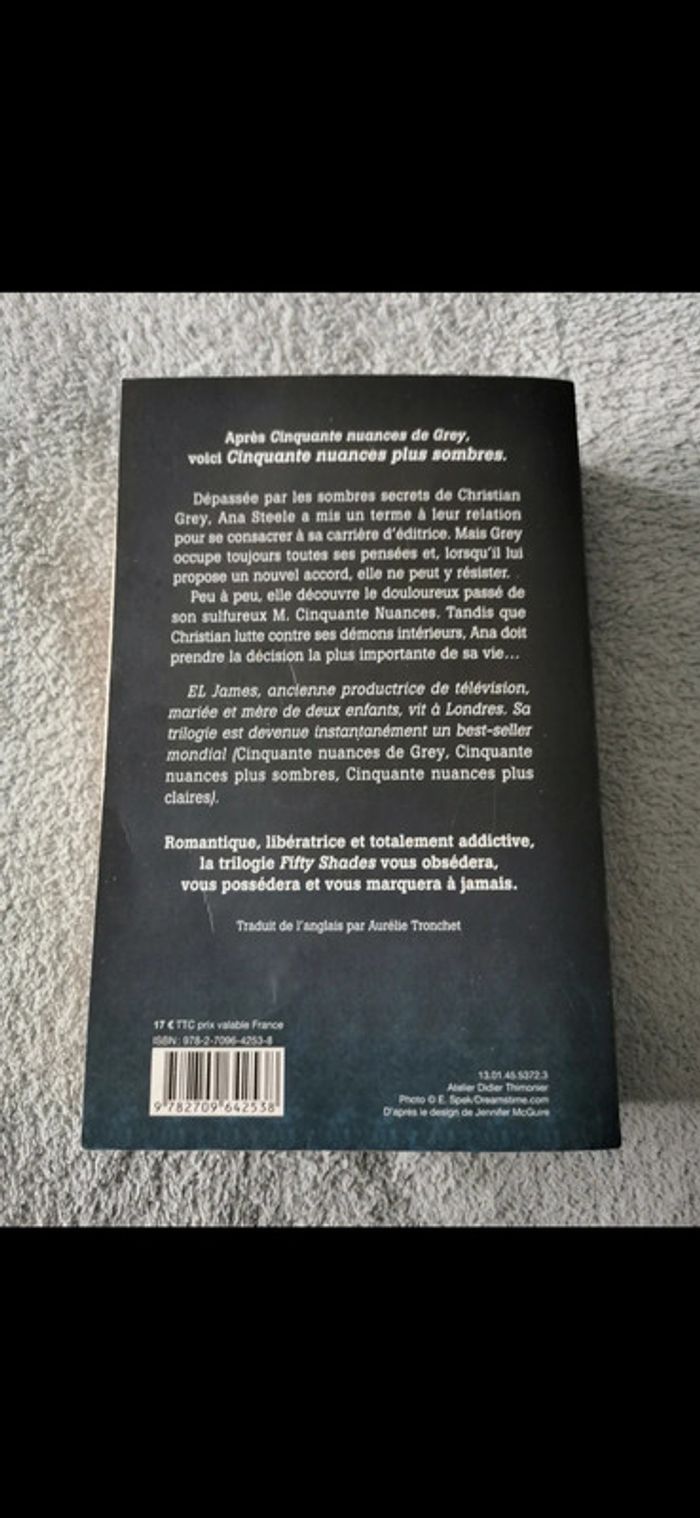 Après Cinquante nuances de Grey,
voici Cinquante nuances plus sombres.
Dépassée par les sombres secrets de Christian
Grey, Ana Steele a mis un terme à leur relation
pour se consacrer à sa carrière d'éditrice. Mais Grey
occupe toujours toutes ses pensées et, lorsqu'il lui
propose un nouvel accord, elle ne peut y résister.
Peu à peu, elle découvre le douloureux passé de
son sulfureux M. Cinquante Nuances. Tandis que
Christian lutte contre ses démons intérieurs, Ana doit
prendre la décision la plus importante de sa vie...
EL James, ancienne productrice de télévision,
mariée et mère de deux enfants, vit à Londres. Sa
trilogie est devenue instantanément un best-seller
mondial (Cinquante nuances de Grey, Cinquante
nuances plus sombres, Cinquante nuances plus
claires).
Romantique, libératrice et totalement addictive,
la trilogie Fifty Shades vous obsédera,
vous possédera et vous marquera à jamais.
Traduit de l'anglais par Aurélie Tronchet
17 € TTC prix valable France
ISBN : 978-2-7096-4253-8
9 782709 642538
13.01.45.5372.3
Atelier Didier Thimonier
Photo © E. Spek/Dreamstime.com
D'après le design de Jennifer McGuire